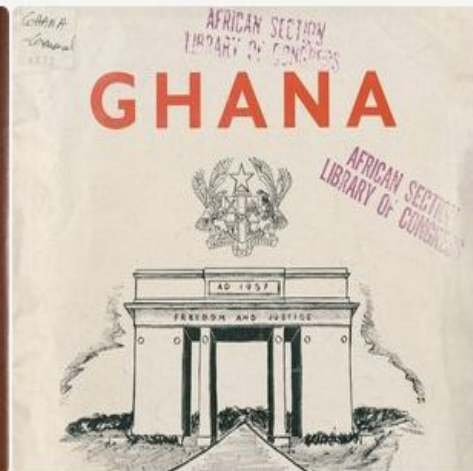 GHANA
AFRICAN SECTION
LIBRARY OF CONGRESS
GHANA
AFRICAN SECTION
LIBRARY OF CONGRESS
AD 1957
FREEDOM AND JUSTICE